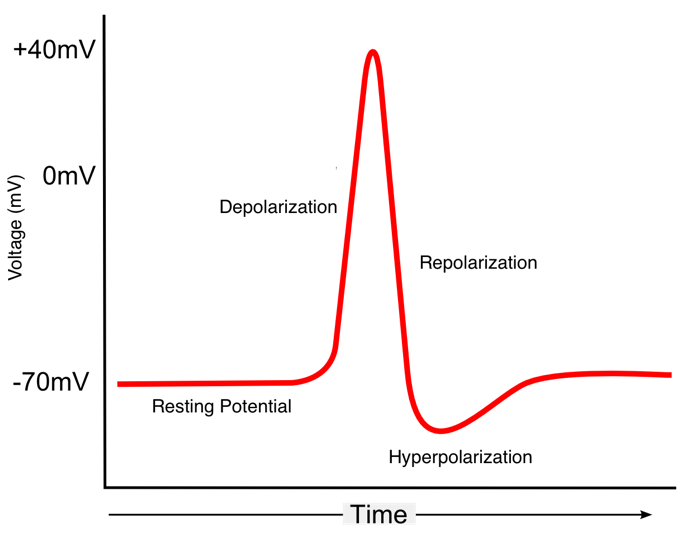 +40mV
0mV
Voltage (mV)
Depolarization
Repolarization
-70mV
Resting Potential
Hyperpolarization
Time